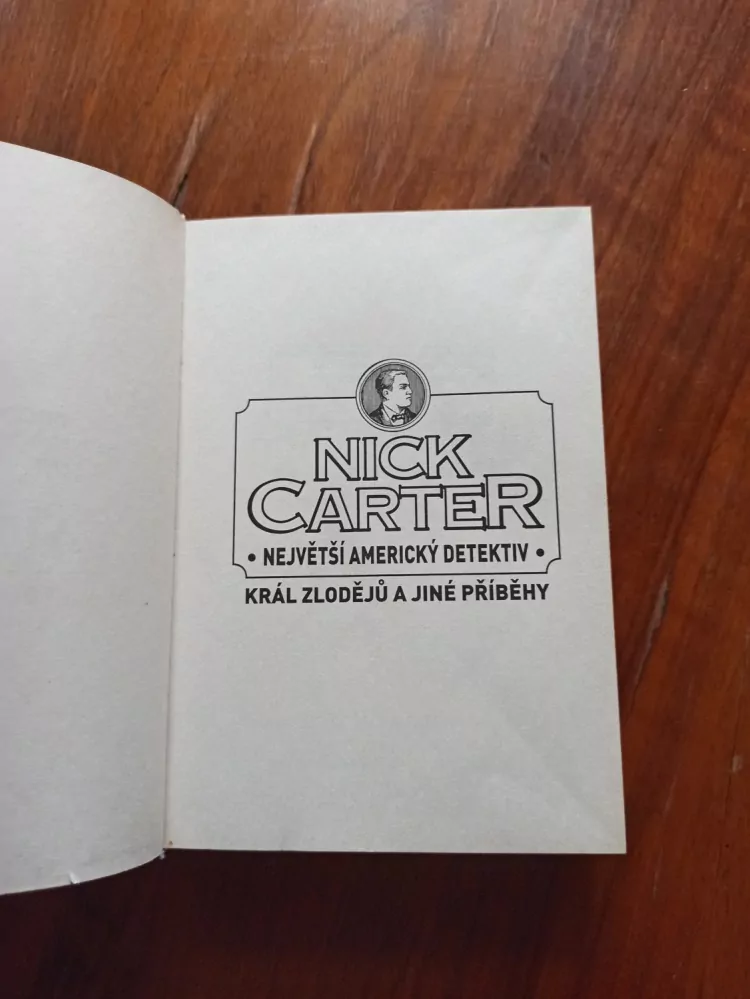 NICK
CARTER
• NEJVĚTŠÍ AMERICKÝ DETEKTIV •
KRÁL ZLODĚJŮ A JINÉ PŘÍBĚHY